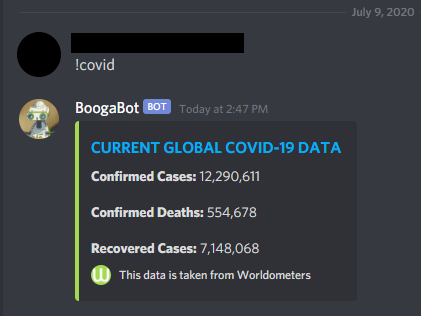 July 9, 2020
!covid
BoogaBot BOT Today at 2:47 PM
CURRENT GLOBAL COVID-19 DATA
Confirmed Cases: 12,290,611
Confirmed Deaths: 554,678
Recovered Cases: 7,148,068
This data is taken from Worldometers